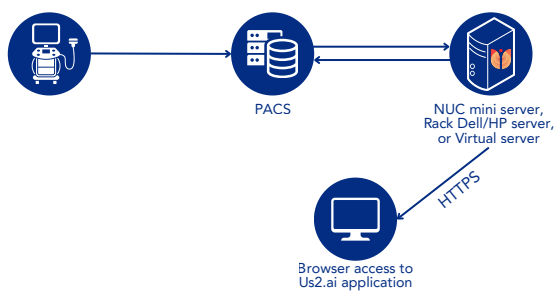 PACS
NUC mini server,
Rack Dell/HP server,
or Virtual server
HTTPS
Browser access to
Us2.ai application